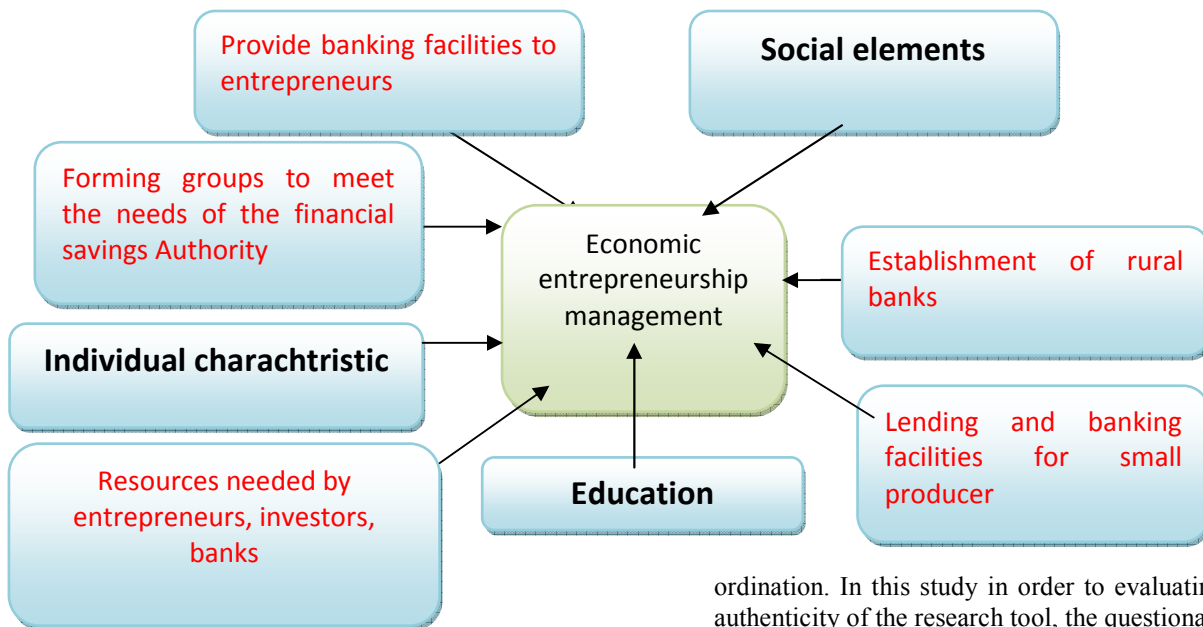 Provide banking facilities to
entrepreneurs
Social elements
Forming groups to meet
the needs of the financial
savings Authority
Economic
entrepreneurship
management
Establishment of rural
banks
Individual charachtristic
Lending and banking
facilities for small
producer
Resources needed by
entrepreneurs, investors,
banks
Education
ordination. In this study in order to evaluatin
authenticity of the research tool, the questiona